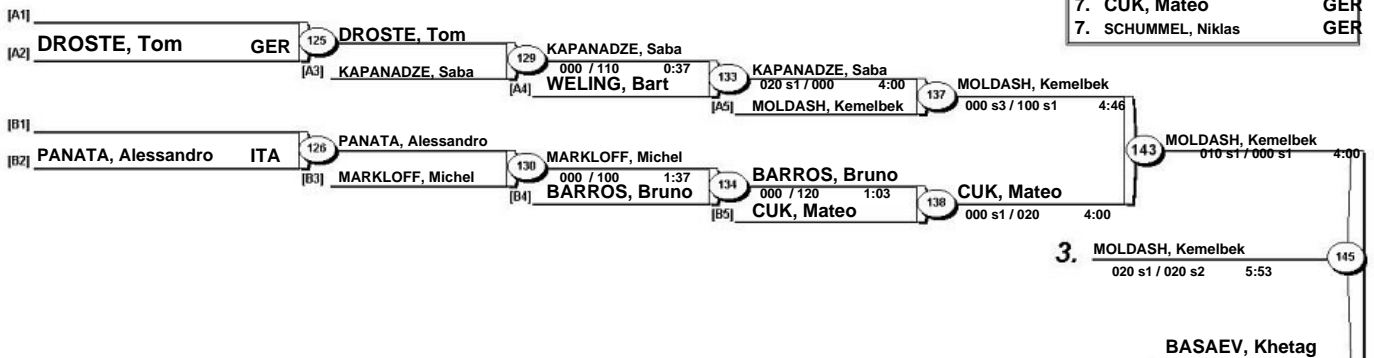 7. CUK, Mateo GER
7. SCHUMMEL, Niklas GER
[A1]
[A2] DROSTE, Tom GER
125
DROSTE, Tom
[A3] KAPANADZE, Saba
129
KAPANADZE, Saba
000 / 110 0:37
[A4] WELING, Bart
133
KAPANADZE, Saba
020 s1 / 000 4:00
[A5] MOLDASH, Kemelbek
137
MOLDASH, Kemelbek
000 s3 / 100 s1 4:46
[B1]
[B2] PANATA, Alessandro ITA
126
PANATA, Alessandro
[B3] MARKLOFF, Michel
130
MARKLOFF, Michel
000 / 100 1:37
[B4] BARROS, Bruno
134
BARROS, Bruno
000 / 120 1:03
[B5] CUK, Mateo
138
CUK, Mateo
000 s1 / 020 4:00
143
MOLDASH, Kemelbek
010 s1 / 000 s1 4:00
3. MOLDASH, Kemelbek
020 s1 / 020 s2 5:53
145
BASAEV, Khetag